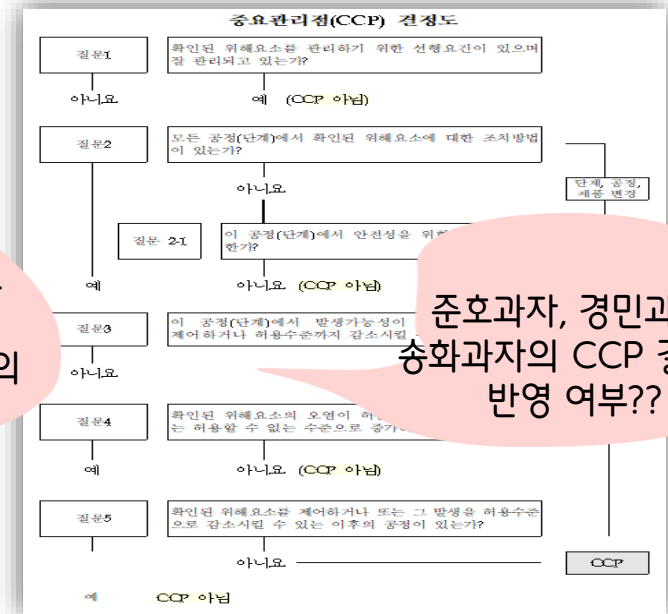 중요관리점(CCP) 결정도
질문1
확인된 위해요소를 관리하기 위한 선행요건이 있으며
잘 관리되고 있는가?
아니요
예 (CCP 아님)
질문2
모든 공정(단계)에서 확인된 위해요소에 대한 조치방법
이 있는가?
아니요
단계, 공정,
제품 변경
질문 2-1
이 공정(단계)에서 안전성을 위한
한가?
예
아니요 (CCP 아님)
질문3
이 공정(단계)에서 발생가능성이
제어하거나 허용수준까지 감소시킬
아니요
의
준호과자, 경민과
송화과자의 CCP
반영 여부??
질문4
확인된 위해요소의 오염이
는 허용할 수 없는 수준으로
예
아니요 (CCP 아님)
질문5
확인된 위해요소를 제어하거나 또는 그 발생을 허용수준
으로 감소시킬 수 있는 이후의 공정이 있는가?
아니요
CCP
예
CCP 아님